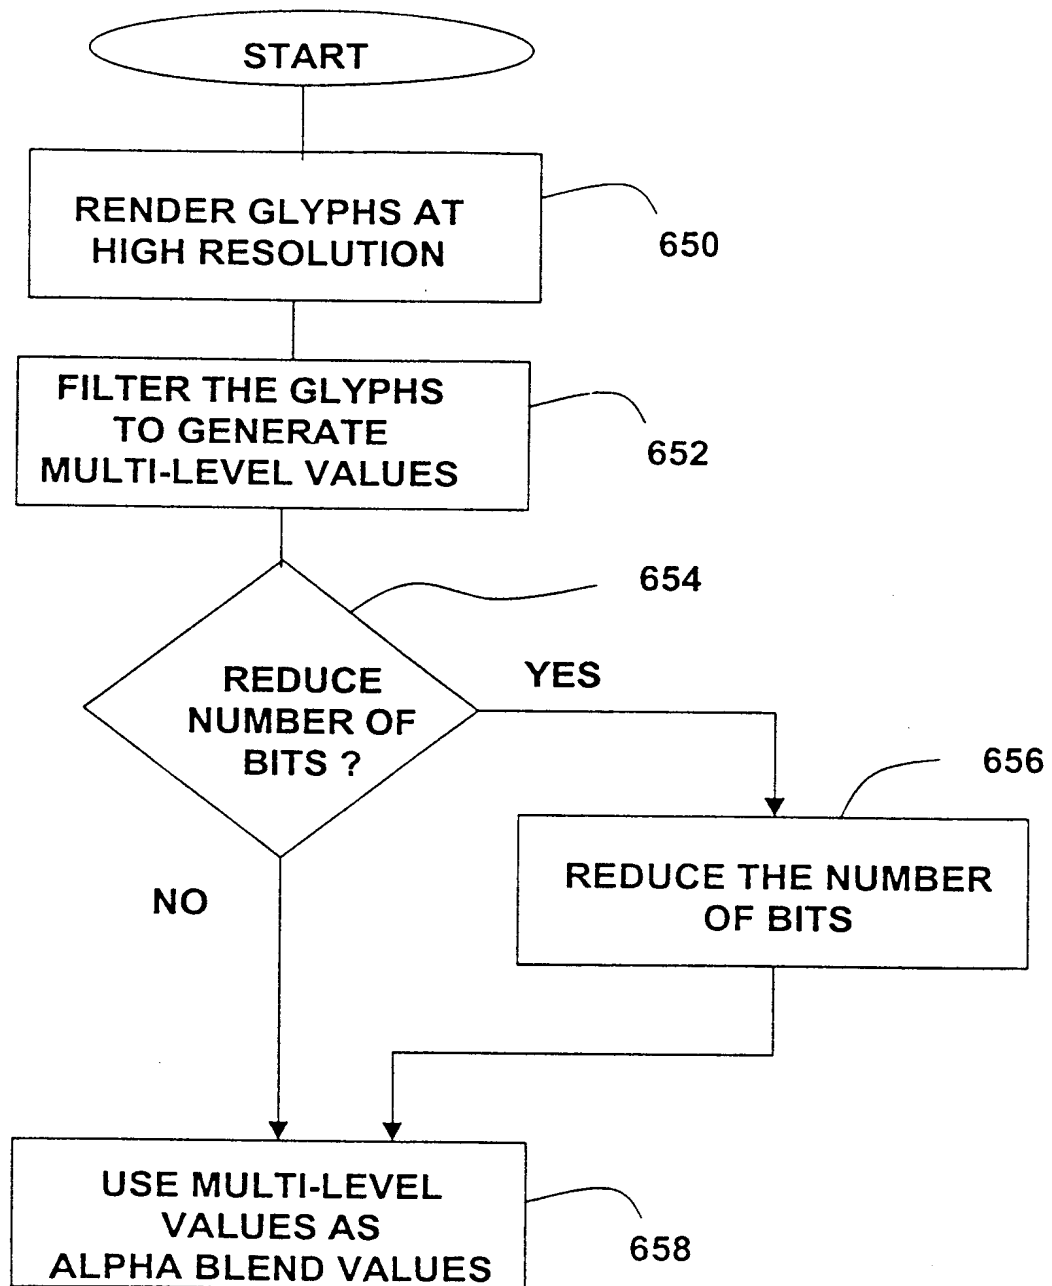 START
RENDER GLYPHS AT
HIGH RESOLUTION
650
FILTER THE GLYPHS
TO GENERATE
MULTI-LEVEL VALUES
652
654
REDUCE
NUMBER OF
BITS ?
YES
656
REDUCE THE NUMBER
OF BITS
NO
USE MULTI-LEVEL
VALUES AS
ALPHA BLEND VALUES
658